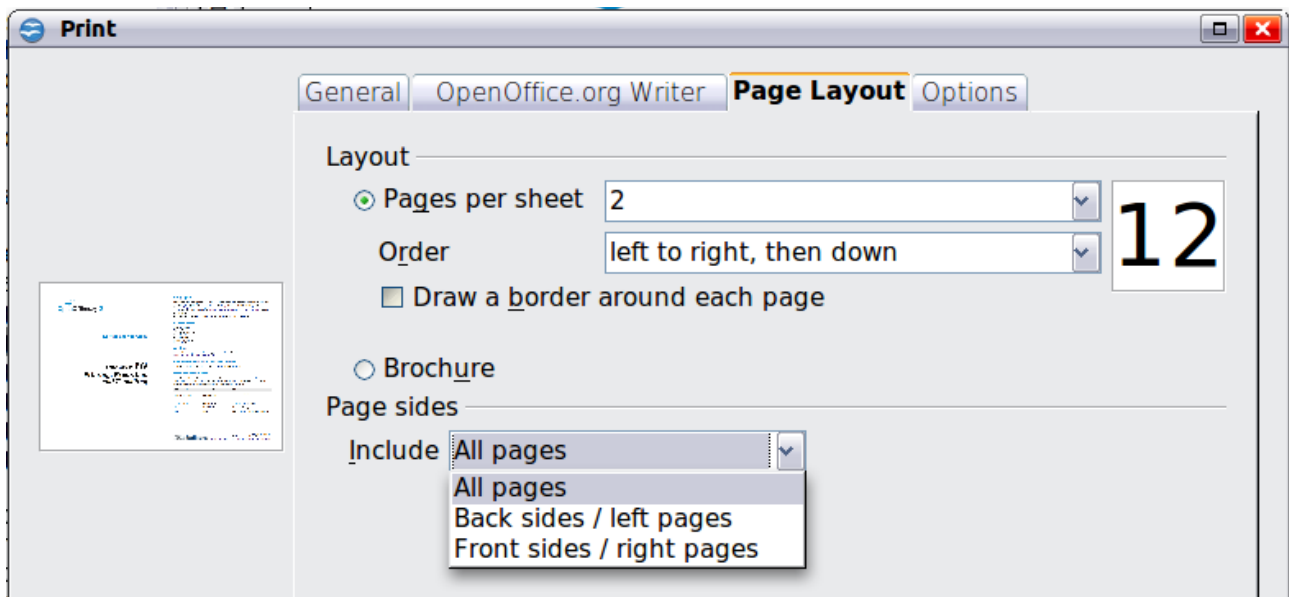 Print
General OpenOffice.org Writer Page Layout Options
Layout
Pages per sheet 2
12
Order left to right, then down
Draw a border around each page
Brochure
Page sides
Include All pages
All pages
Back sides / left pages
Front sides / right pages